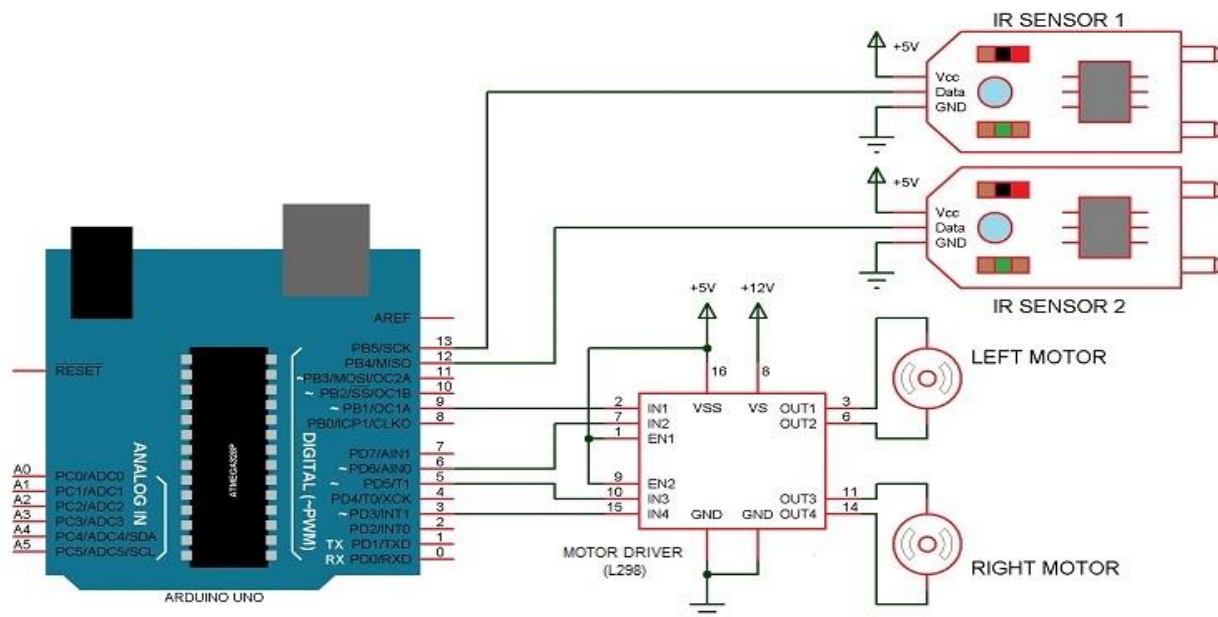 IR SENSOR 1
+5V
Vcc
Data
GND
+5V
Vcc
Data
GND
IR SENSOR 2
AREF
PB5/SCK 13
PB4/MISO 12
~PB3/MOSI/OC2A 11
~ PB2/SS/OC1B 10
~ PB1/OC1A 9
PB0/ICP1/CLKO 8
PD7/AIN1 7
~ PD6/AIN0 6
~ PD5/T1 5
PD4/T0/XCK 4
~ PD3/INT1 3
PD2/INT0 2
TX PD1/TXD 1
RX PD0/RXD 0
RESET
DIGITAL (~PWM)
ANALOG IN
ATMEGA328P
A0 PC0/ADC0
A1 PC1/ADC1
A2 PC2/ADC2
A3 PC3/ADC3
A4 PC4/ADC4/SDA
A5 PC5/ADC5/SCL
ARDUINO UNO
+5V +12V
16 8
VSS VS
2 IN1
7 IN2
1 EN1
9 EN2
10 IN3
15 IN4
OUT1 3
OUT2 6
OUT3 11
OUT4 14
GND GND
MOTOR DRIVER
(L298)
LEFT MOTOR
RIGHT MOTOR